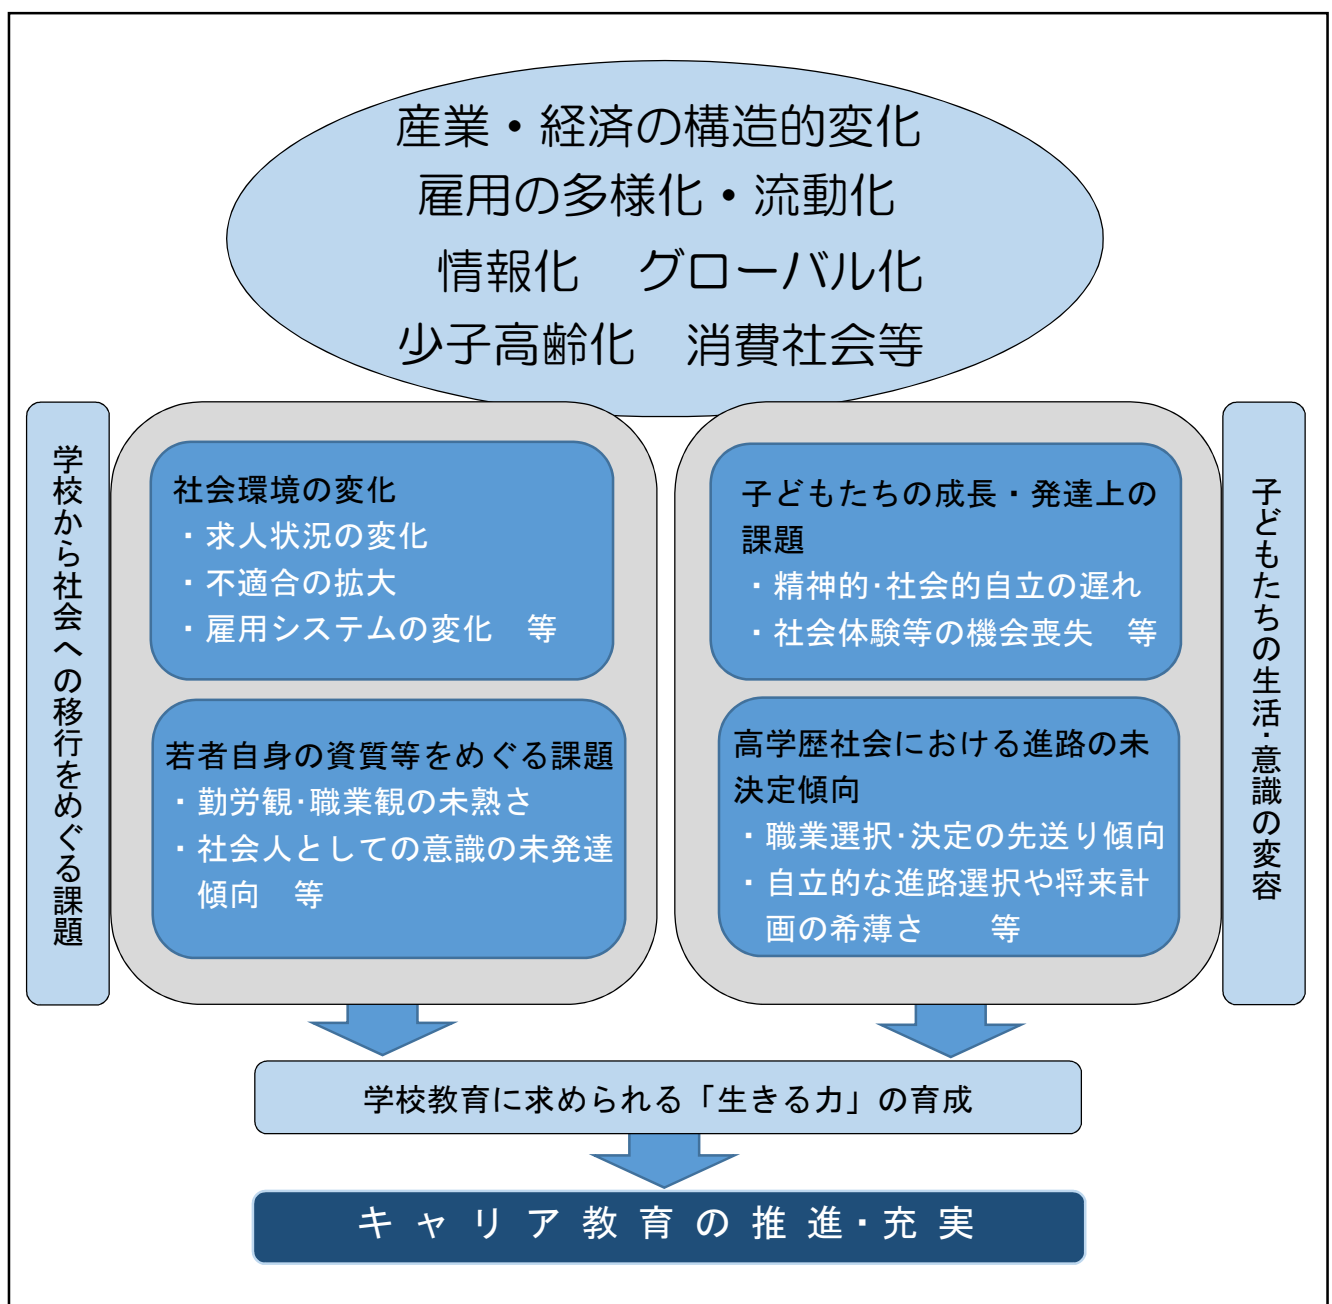 産業・経済の構造的変化
雇用の多様化・流動化
情報化　グローバル化
少子高齢化　消費社会等
学校から社会への移行をめぐる課題
社会環境の変化
・求人状況の変化
・不適合の拡大
・雇用システムの変化　等
若者自身の資質等をめぐる課題
・勤労観･職業観の未熟さ
・社会人としての意識の未発達
傾向　等
子どもたちの成長・発達上の
課題
・精神的･社会的自立の遅れ
・社会体験等の機会喪失　等
高学歴社会における進路の未
決定傾向
・職業選択･決定の先送り傾向
・自立的な進路選択や将来計
画の希薄さ　　等
子どもたちの生活･意識の変容
学校教育に求められる「生きる力」の育成
キャリア教育の推進･充実